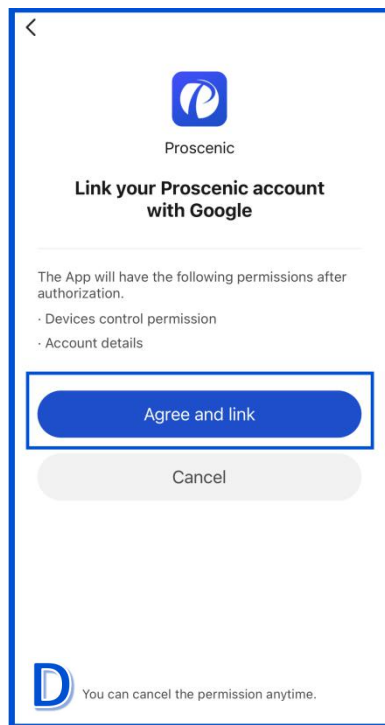 Proscenic
Link your Proscenic account
with Google
The App will have the following permissions after
authorization.
· Devices control permission
· Account details
Agree and link
Cancel
D
You can cancel the permission anytime.